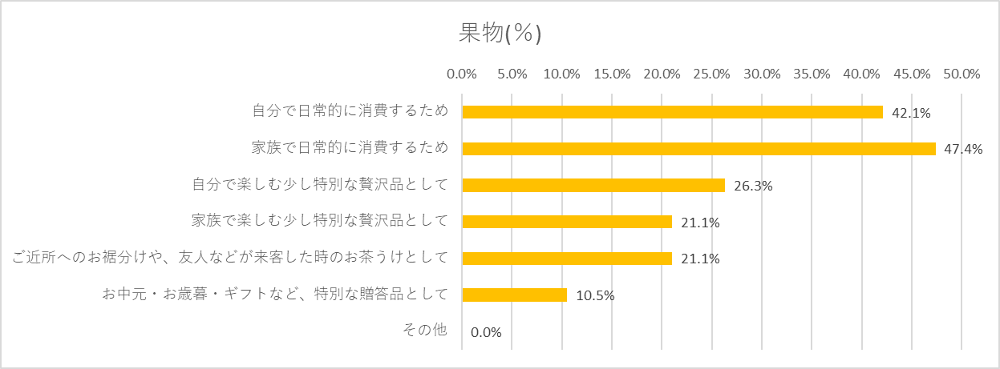 果物(%)
0.0% 5.0% 10.0% 15.0% 20.0% 25.0% 30.0% 35.0% 40.0% 45.0% 50.0%
自分で日常的に消費するため 42.1%
家族で日常的に消費するため 47.4%
自分で楽しむ少し特別な贅沢品として 26.3%
家族で楽しむ少し特別な贅沢品として 21.1%
ご近所へのお裾分けや、友人などが来客した時のお茶うけとして 21.1%
お中元・お歳暮・ギフトなど、特別な贈答品として 10.5%
その他 0.0%